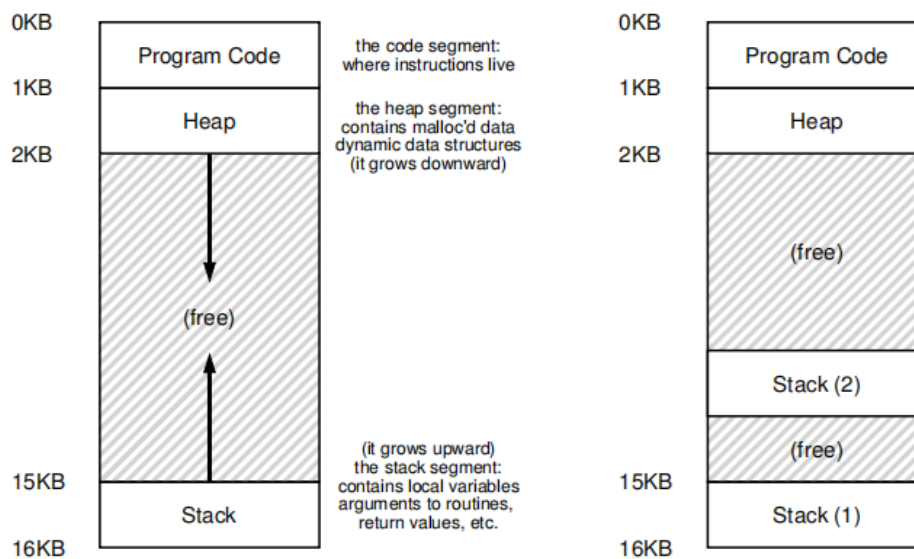 0KB
Program Code
the code segment:
where instructions live
1KB
Heap
the heap segment:
contains malloc'd data
dynamic data structures
(it grows downward)
2KB
(free)
(it grows upward)
the stack segment:
contains local variables
arguments to routines,
return values, etc.
15KB
Stack
16KB
0KB
Program Code
1KB
Heap
2KB
(free)
Stack (2)
(free)
15KB
Stack (1)
16KB